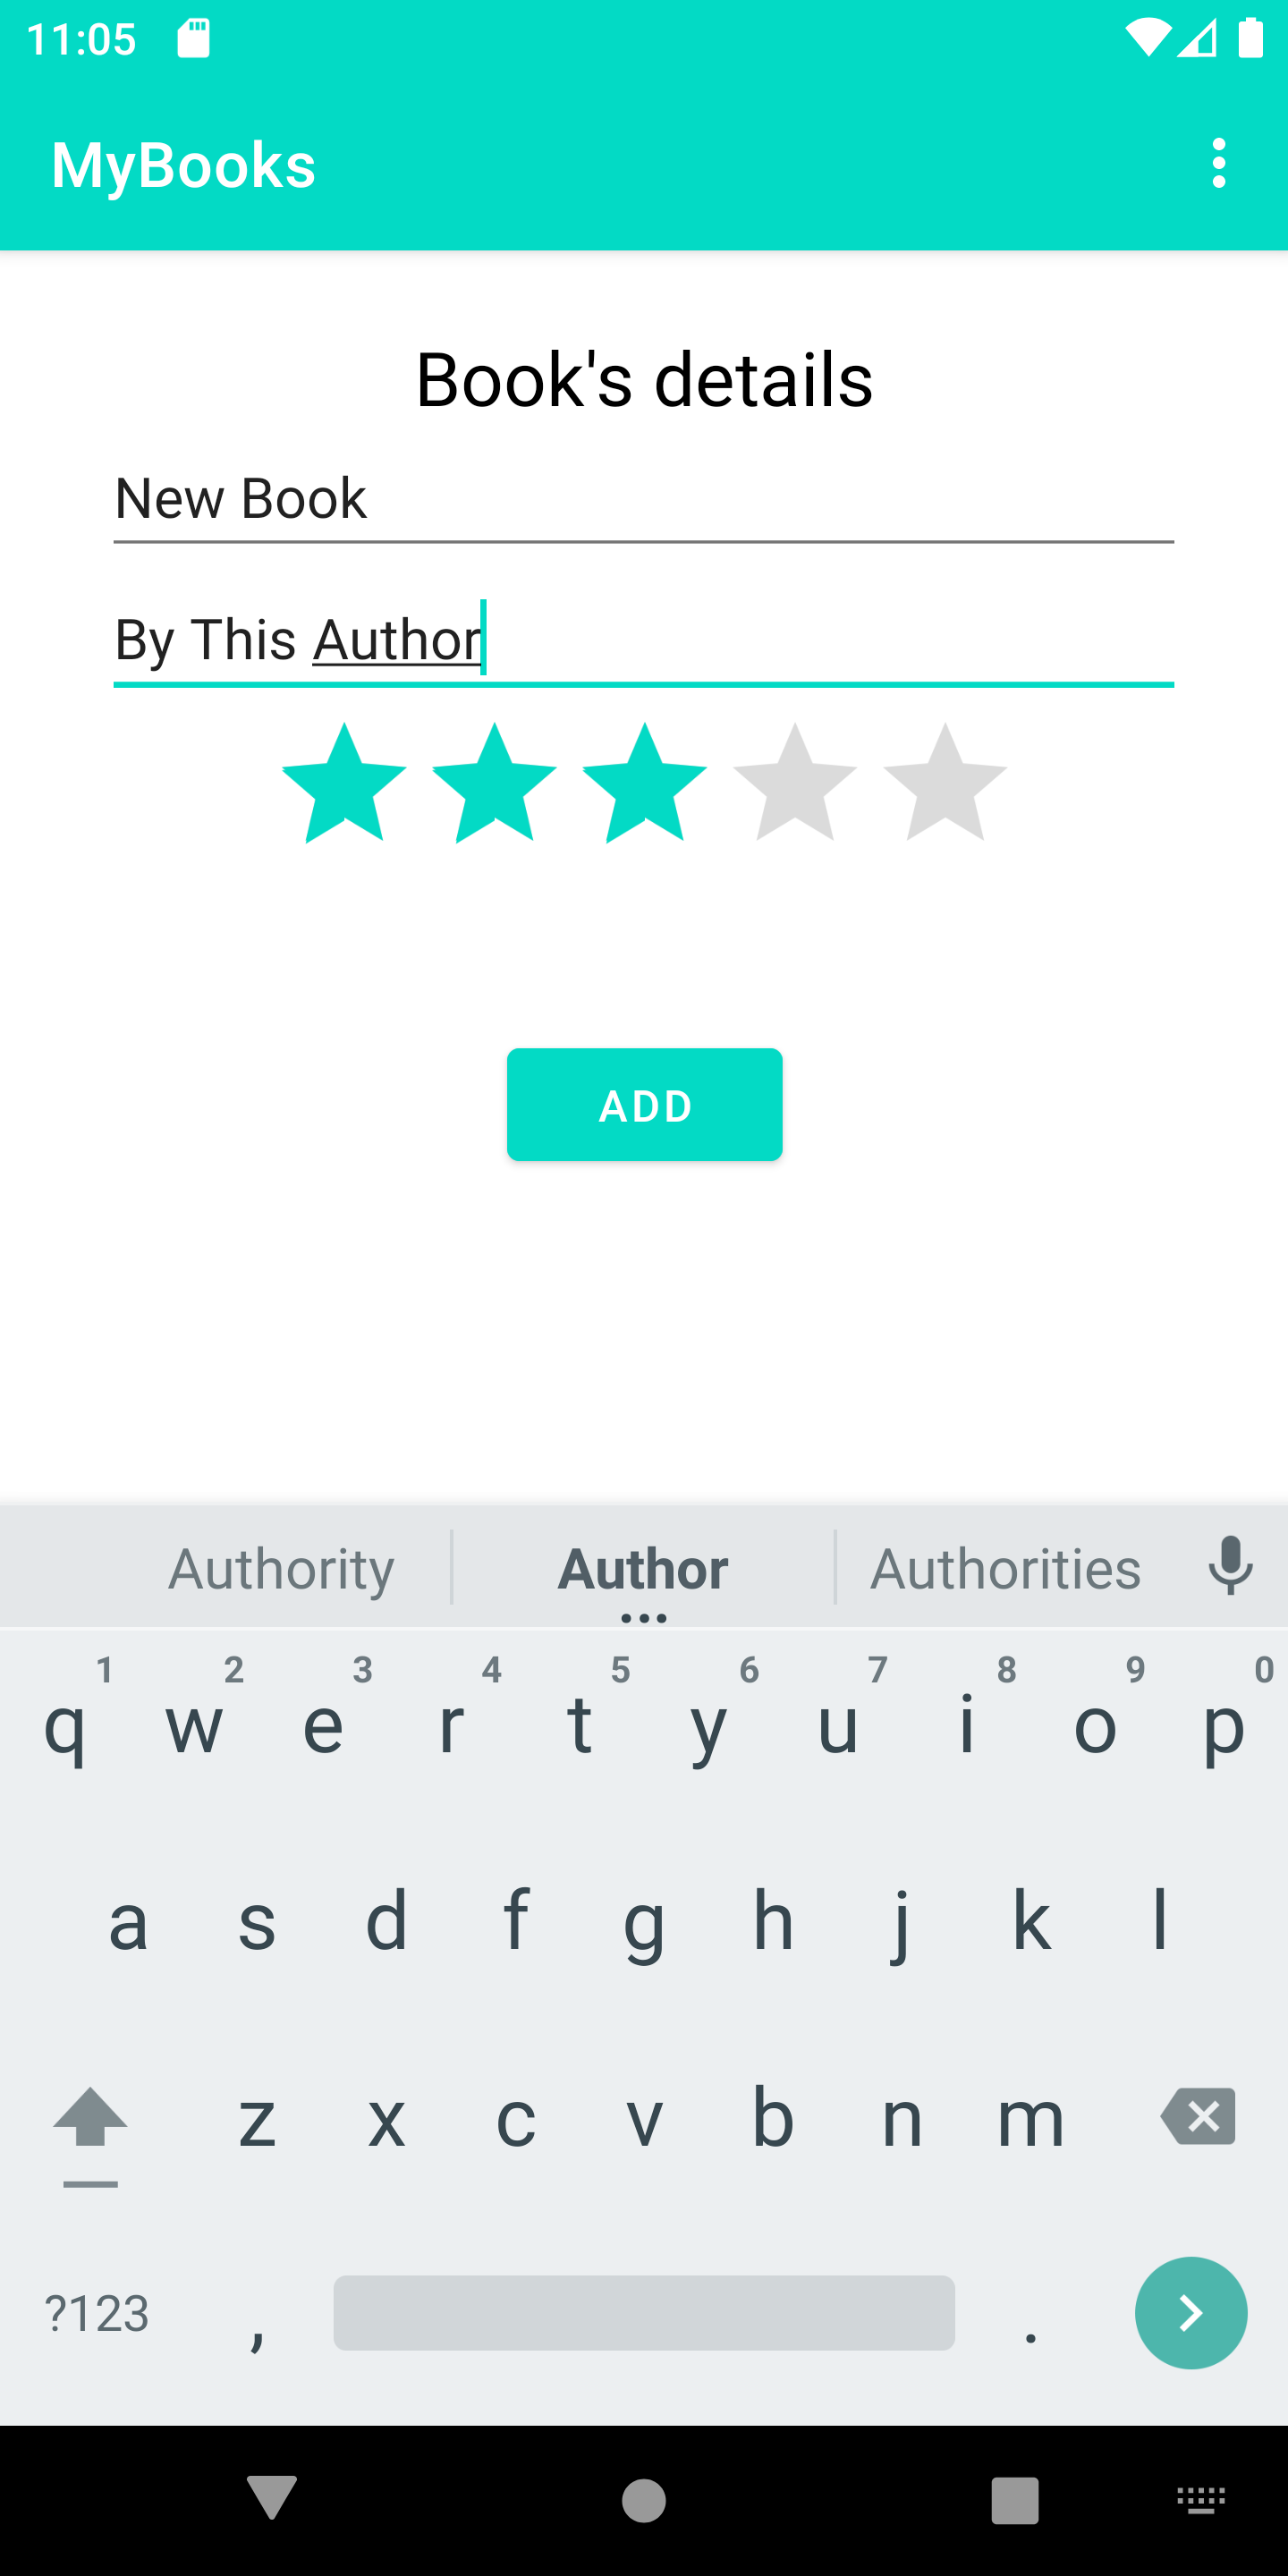 11:05
MyBooks
Book's details
New Book
By This Author
ADD
Authority Author Authorities
1 2 3 4 5 6 7 8 9 0
q w e r t y u i o p
a s d f g h j k l
z x c v b n m
?123 , .